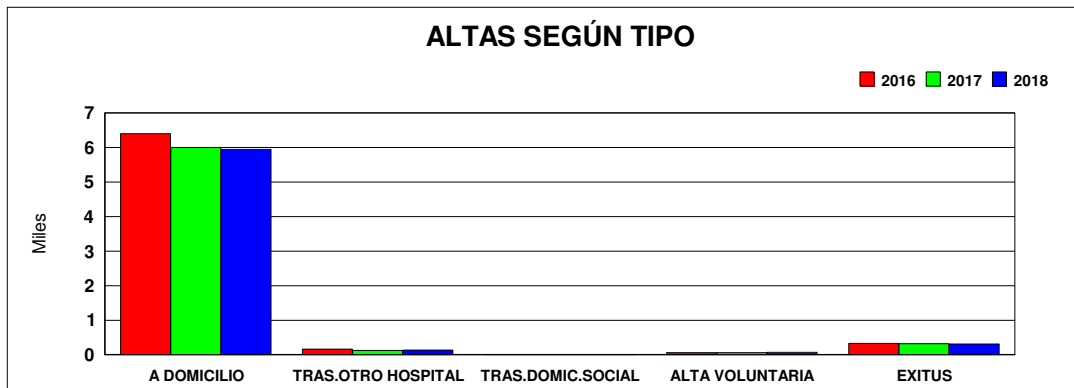 ALTAS SEGÚN TIPO
2016 2017 2018
7
6
5
4
3
2
1
0
Miles
A DOMICILIO TRAS.OTRO HOSPITAL TRAS.DOMIC.SOCIAL ALTA VOLUNTARIA EXITUS